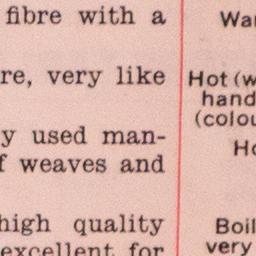 fibre with a
re, very like
y used man-
f weaves and
high quality
excellent for
Hot (w
hand
(colou
Ho
Boil
very